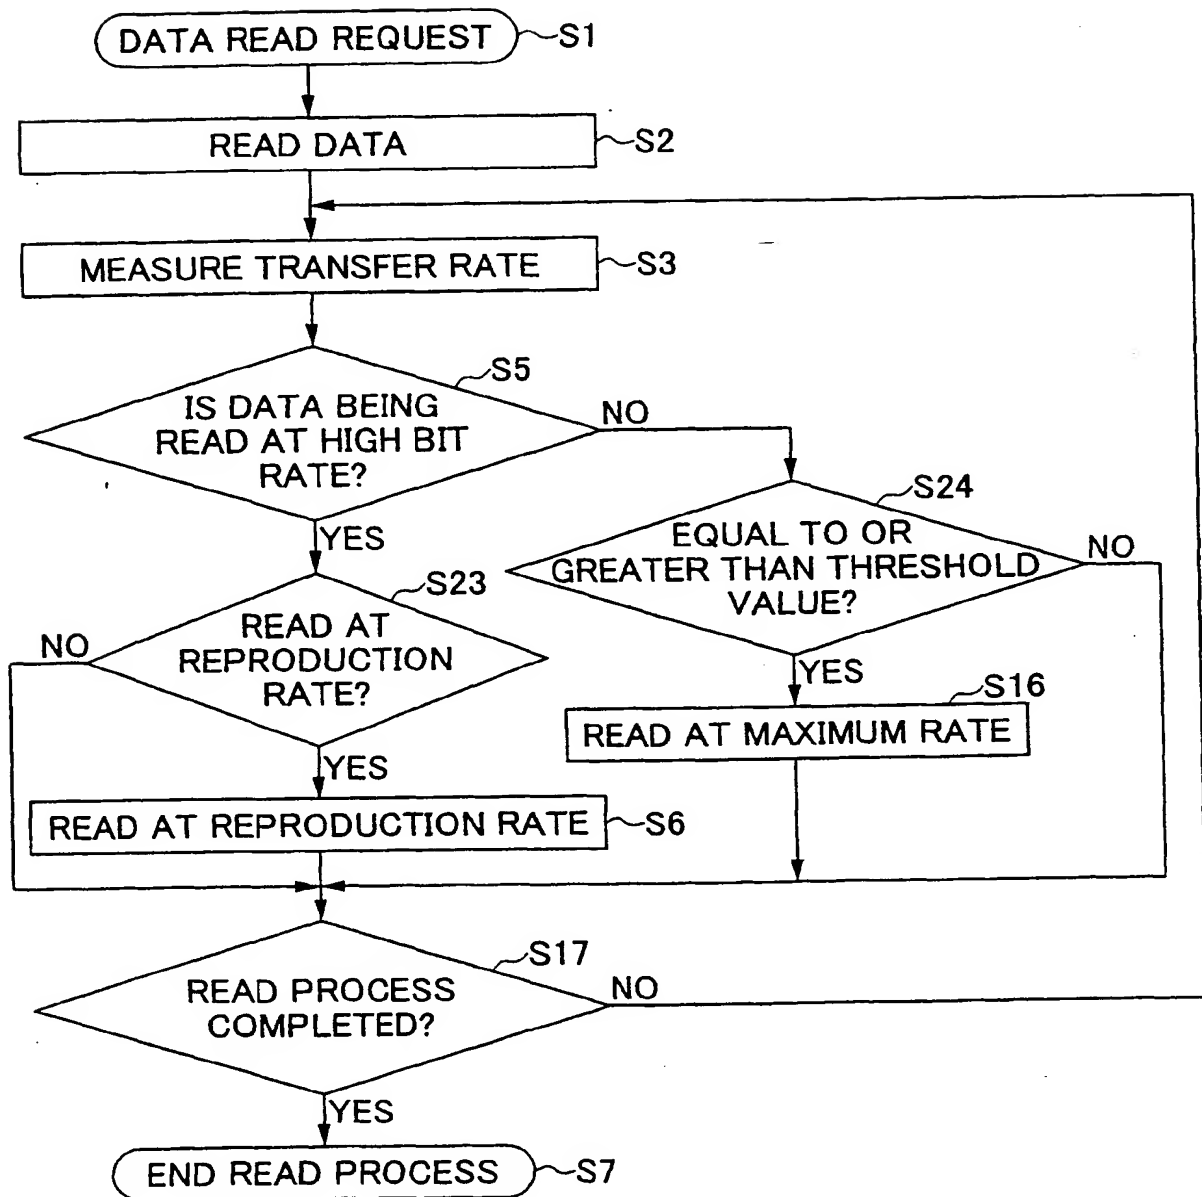 DATA READ REQUEST
S1
READ DATA
S2
MEASURE TRANSFER RATE
S3
S5
IS DATA BEING
READ AT HIGH BIT
RATE?
NO
YES
S24
EQUAL TO OR
GREATER THAN THRESHOLD
VALUE?
NO
YES
S23
READ AT
REPRODUCTION
RATE?
NO
YES
S16
READ AT MAXIMUM RATE
READ AT REPRODUCTION RATE
S6
S17
READ PROCESS
COMPLETED?
NO
YES
END READ PROCESS
S7